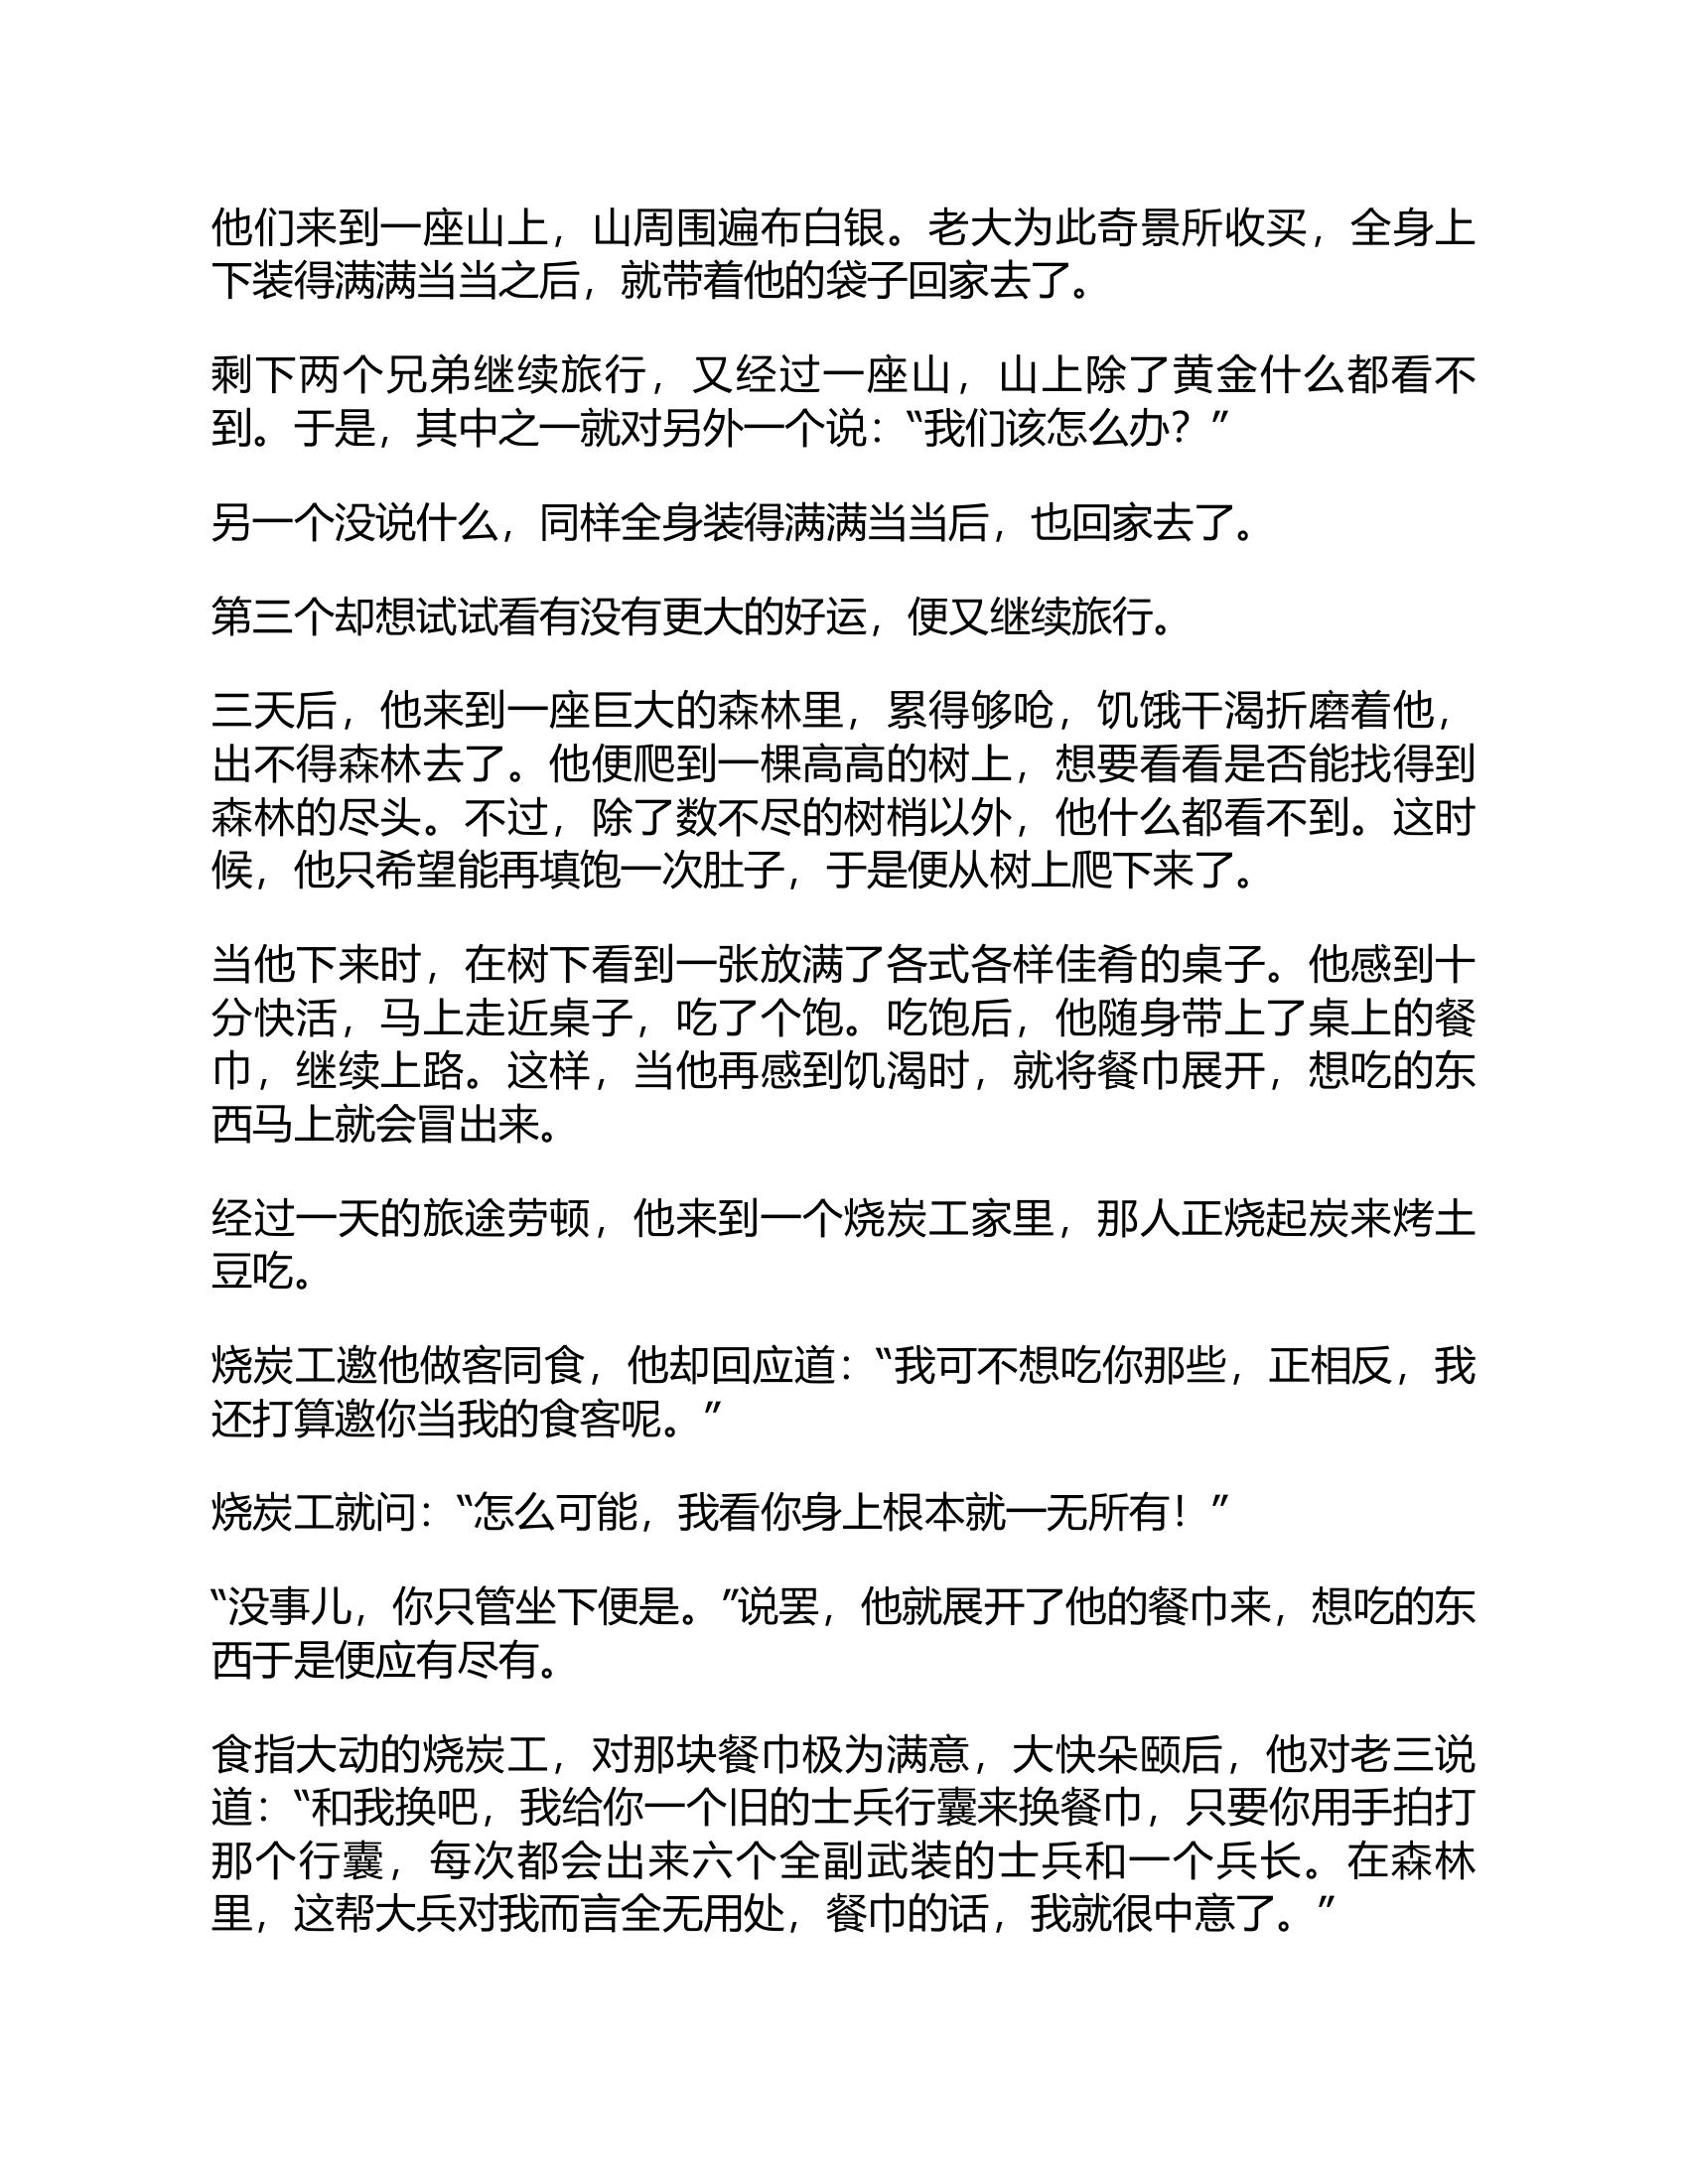 他们来到一座山上，山周围遍布白银。老大为此奇景所收买，全身上
下装得满满当当之后，就带着他的袋子回家去了。
剩下两个兄弟继续旅行，又经过一座山，山上除了黄金什么都看不
到。于是，其中之一就对另外一个说：“我们该怎么办？”
另一个没说什么，同样全身装得满满当当后，也回家去了。
第三个却想试试看有没有更大的好运，便又继续旅行。
三天后，他来到一座巨大的森林里，累得够呛，饥饿干渴折磨着他，
出不得森林去了。他便爬到一棵高高的树上，想要看看是否能找得到
森林的尽头。不过，除了数不尽的树梢以外，他什么都看不到。这时
候，他只希望能再填饱一次肚子，于是便从树上爬下来了。
当他下来时，在树下看到一张放满了各式各样佳肴的桌子。他感到十
分快活，马上走近桌子，吃了个饱。吃饱后，他随身带上了桌上的餐
巾，继续上路。这样，当他再感到饥渴时，就将餐巾展开，想吃的东
西马上就会冒出来。
经过一天的旅途劳顿，他来到一个烧炭工家里，那人正烧起炭来烤土
豆吃。
烧炭工邀他做客同食，他却回应道：“我可不想吃你那些，正相反，我
还打算邀你当我的食客呢。”
烧炭工就问：“怎么可能，我看你身上根本就一无所有！”
“没事儿，你只管坐下便是。”说罢，他就展开了他的餐巾来，想吃的东
西于是便应有尽有。
食指大动的烧炭工，对那块餐巾极为满意，大快朵颐后，他对老三说
道：“和我换吧，我给你一个旧的士兵行囊来换餐巾，只要你用手拍打
那个行囊，每次都会出来六个全副武装的士兵和一个兵长。在森林
里，这帮大兵对我而言全无用处，餐巾的话，我就很中意了。”